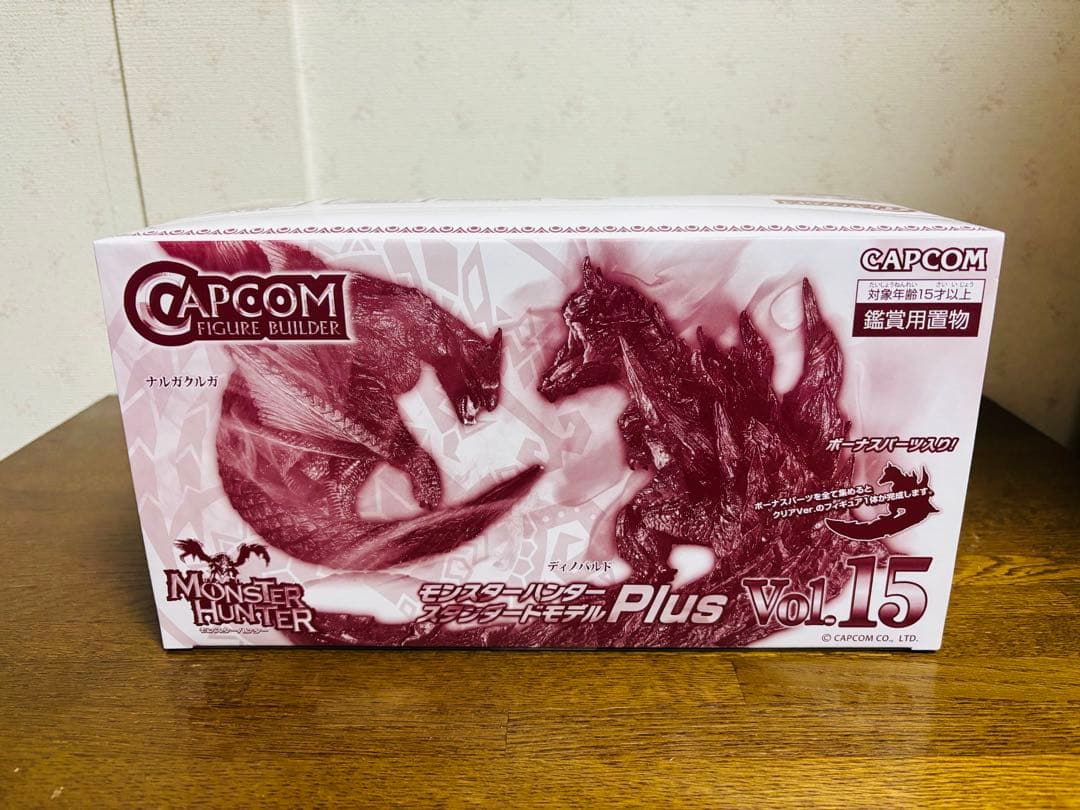 CAPCOM
FIGURE BUILDER
ナルガクルガ
CAPCOM
たいしょうねんれい さいいじょう
対象年齢15才以上
鑑賞用置物
ボーナスパーツ入り!
ボーナスパーツを全て集めると
クリアVer.のフィギュア1体が完成します。
ディノバルド
MONSTER
HUNTER
モンスターハンター
モンスターハンター
スタンダードモデル Plus Vol.15
© CAPCOM CO., LTD.